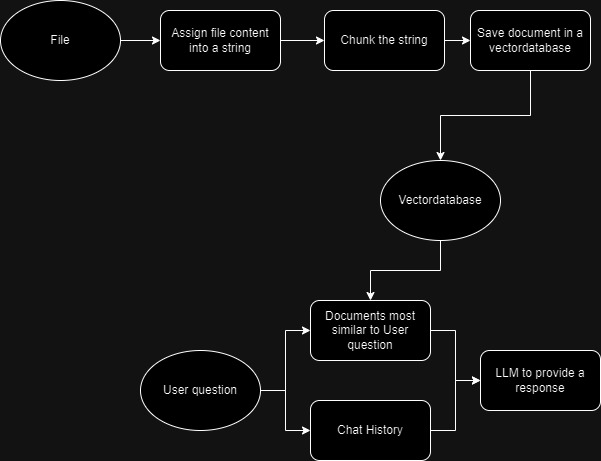 File
Assign file content
into a string
Chunk the string
Save document in a
vectordatabase
Vectordatabase
Documents most
similar to User
question
User question
LLM to provide a
response
Chat History